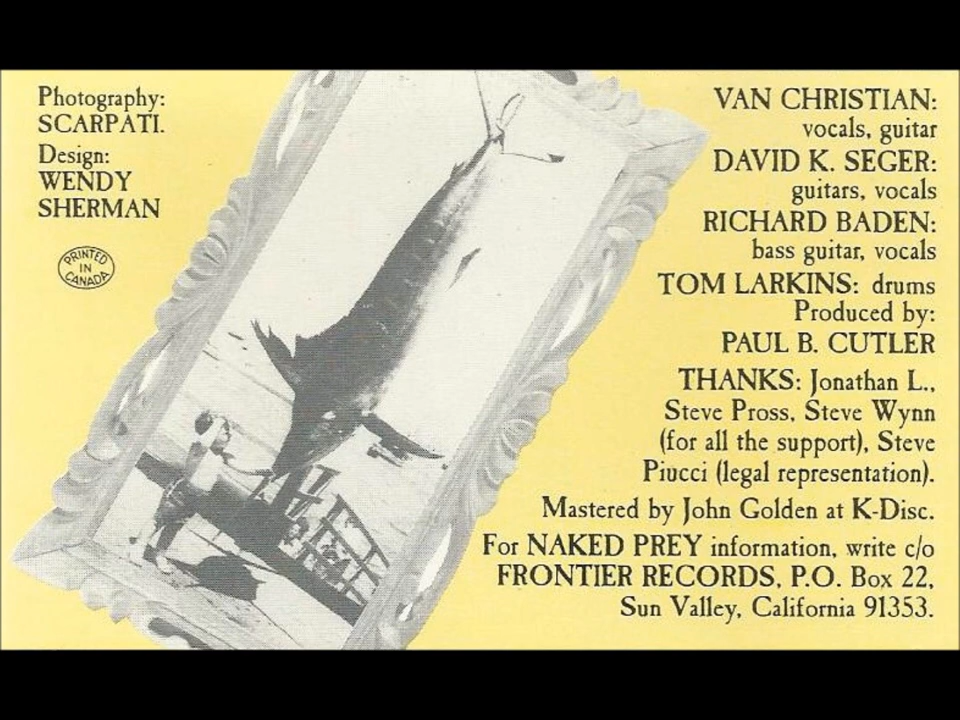 Photography:
SCARPATI.
Design:
WENDY
SHERMAN
PRINTED
IN
CANADA
VAN CHRISTIAN:
vocals, guitar
DAVID K. SEGER:
guitars, vocals
RICHARD BADEN:
bass guitar, vocals
TOM LARKINS: drums
Produced by:
PAUL B. CUTLER
THANKS: Jonathan L.,
Steve Pross, Steve Wynn
(for all the support), Steve
Piucci (legal representation).
Mastered by John Golden at K-Disc.
For NAKED PREY information, write c/o
FRONTIER RECORDS, P.O. Box 22,
Sun Valley, California 91353.